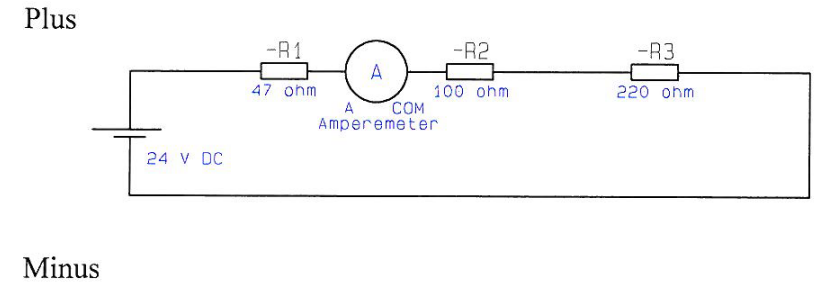 Plus
-R1 -R2 -R3
A
47 ohm 100 ohm 220 ohm
A COM
Amperemeter
24 V DC
Minus